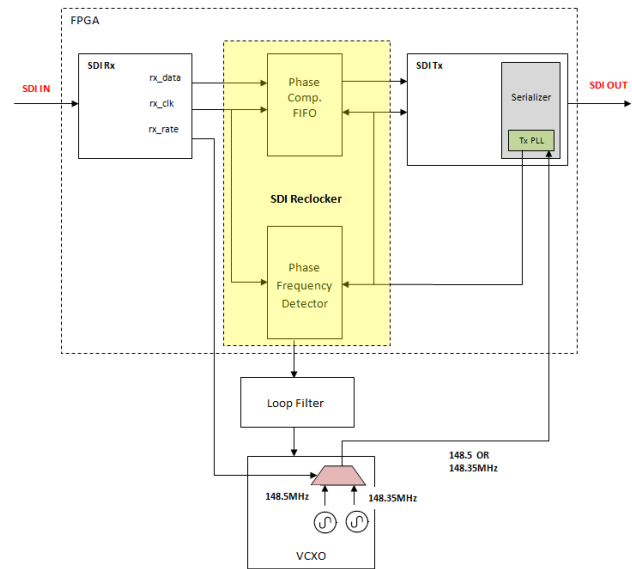 FPGA
SDI Rx
rx_data
rx_clk
rx_rate
SDI IN
Phase
Comp.
FIFO
SDI Tx
Serializer
Tx PLL
SDI OUT
SDI Reclocker
Phase
Frequency
Detector
Loop Filter
148.5 OR
148.35MHz
148.5MHz
148.35MHz
VCXO